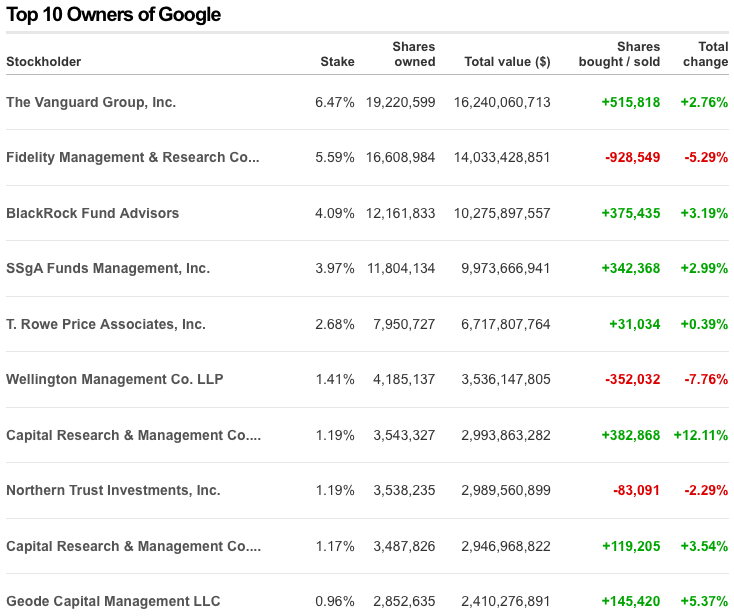 Top 10 Owners of Google
Shares Shares Total
Stockholder Stake owned Total value ($) bought / sold change
The Vanguard Group, Inc. 6.47% 19,220,599 16,240,060,713 +515,818 +2.76%
Fidelity Management & Research Co... 5.59% 16,608,984 14,033,428,851 -928,549 -5.29%
BlackRock Fund Advisors 4.09% 12,161,833 10,275,897,557 +375,435 +3.19%
SSgA Funds Management, Inc. 3.97% 11,804,134 9,973,666,941 +342,368 +2.99%
T. Rowe Price Associates, Inc. 2.68% 7,950,727 6,717,807,764 +31,034 +0.39%
Wellington Management Co. LLP 1.41% 4,185,137 3,536,147,805 -352,032 -7.76%
Capital Research & Management Co.... 1.19% 3,543,327 2,993,863,282 +382,868 +12.11%
Northern Trust Investments, Inc. 1.19% 3,538,235 2,989,560,899 -83,091 -2.29%
Capital Research & Management Co.... 1.17% 3,487,826 2,946,968,822 +119,205 +3.54%
Geode Capital Management LLC 0.96% 2,852,635 2,410,276,891 +145,420 +5.37%